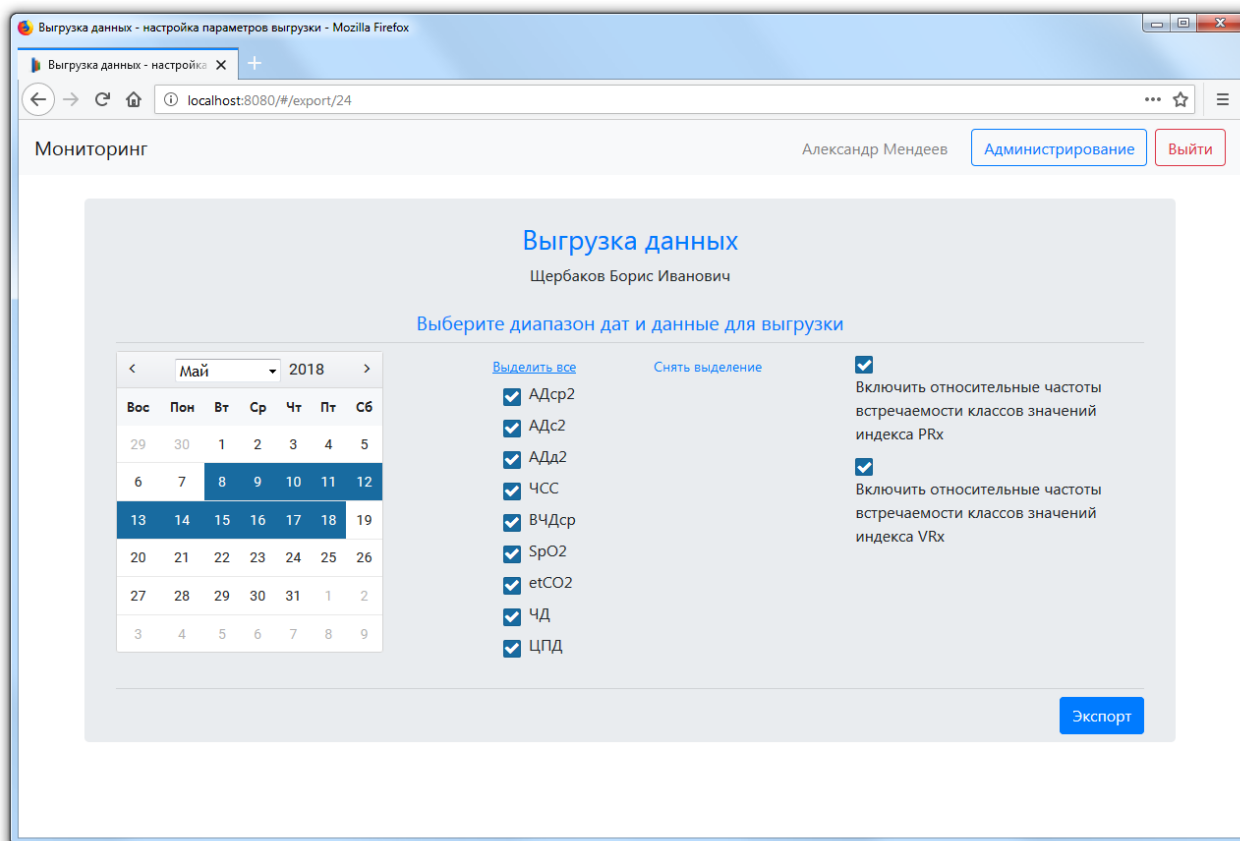 Выгрузка данных - настройка параметров выгрузки - Mozilla Firefox
Выгрузка данных - настройка
localhost:8080/#/export/24
Мониторинг
Александр Мендеев
Администрирование
Выйти
Выгрузка данных
Щербаков Борис Иванович
Выберите диапазон дат и данные для выгрузки
Май 2018
Вос Пон Вт Ср Чт Пт Сб
29 30 1 2 3 4 5
6 7 8 9 10 11 12
13 14 15 16 17 18 19
20 21 22 23 24 25 26
27 28 29 30 31 1 2
3 4 5 6 7 8 9
Выделить все
Снять выделение
АДср2
АДс2
АДд2
ЧСС
ВЧДср
SpO2
etCO2
ЧД
ЦПД
Включить относительные частоты
встречаемости классов значений
индекса PRx
Включить относительные частоты
встречаемости классов значений
индекса VRx
Экспорт